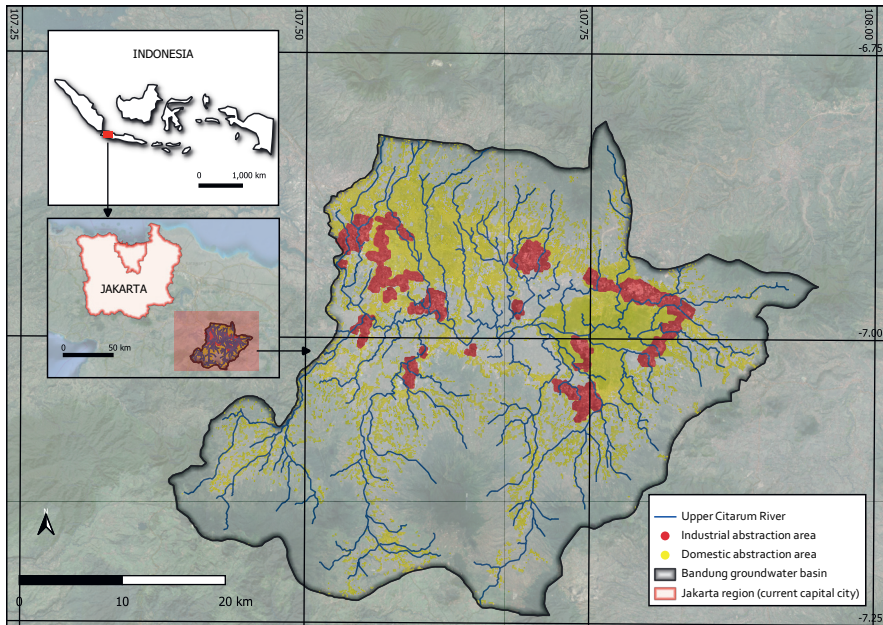 107.25
107.50
107.75
108.00
-6.75
INDONESIA
0 1,000 km
JAKARTA
0 50 km
-7.00
N
Upper Citarum River
Industrial abstraction area
Domestic abstraction area
Bandung groundwater basin
Jakarta region (current capital city)
0 10 20 km
-7.25